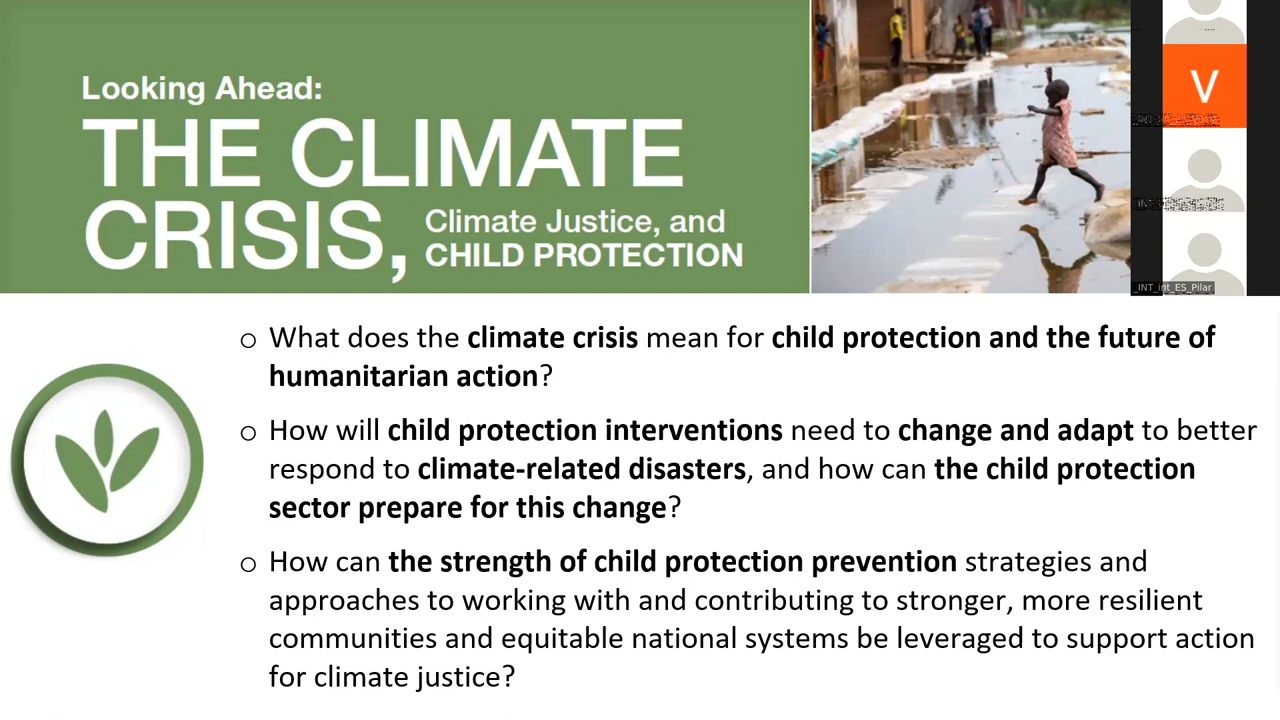 Looking Ahead:
THE CLIMATE
CRISIS, Climate Justice, and
CHILD PROTECTION
V
_INT_int_ES_Pilar
o What does the climate crisis mean for child protection and the future of
humanitarian action?
o How will child protection interventions need to change and adapt to better
respond to climate-related disasters, and how can the child protection
sector prepare for this change?
o How can the strength of child protection prevention strategies and
approaches to working with and contributing to stronger, more resilient
communities and equitable national systems be leveraged to support action
for climate justice?